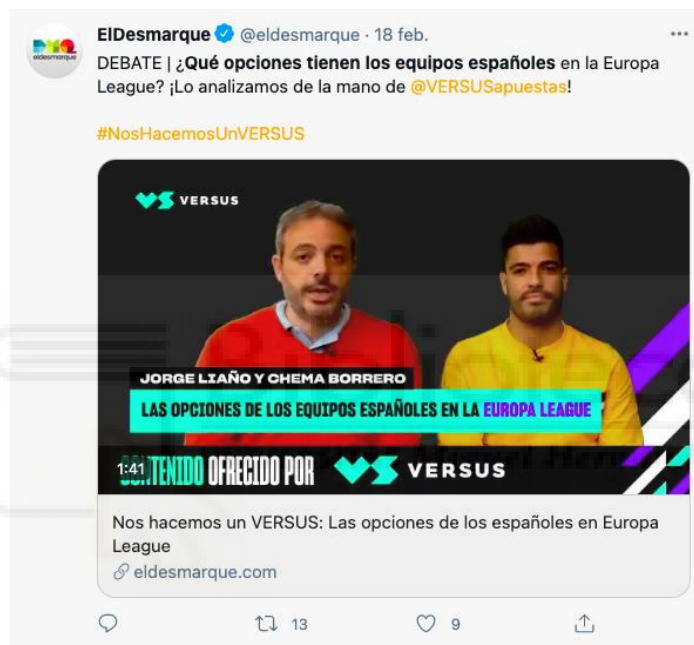 ElDesmarque @eldesmarque · 18 feb.
DEBATE | ¿Qué opciones tienen los equipos españoles en la Europa
League? ¡Lo analizamos de la mano de @VERSUSapuestas!
#NosHacemosUnVERSUS
eldesmarque
VERSUS
JORGE LIAÑO Y CHEMA BORRERO
LAS OPCIONES DE LOS EQUIPOS ESPAÑOLES EN LA EUROPA LEAGUE
1:41
OFRECIDO POR VS VERSUS
Nos hacemos un VERSUS: Las opciones de los españoles en Europa
League
eldesmarque.com
13 9